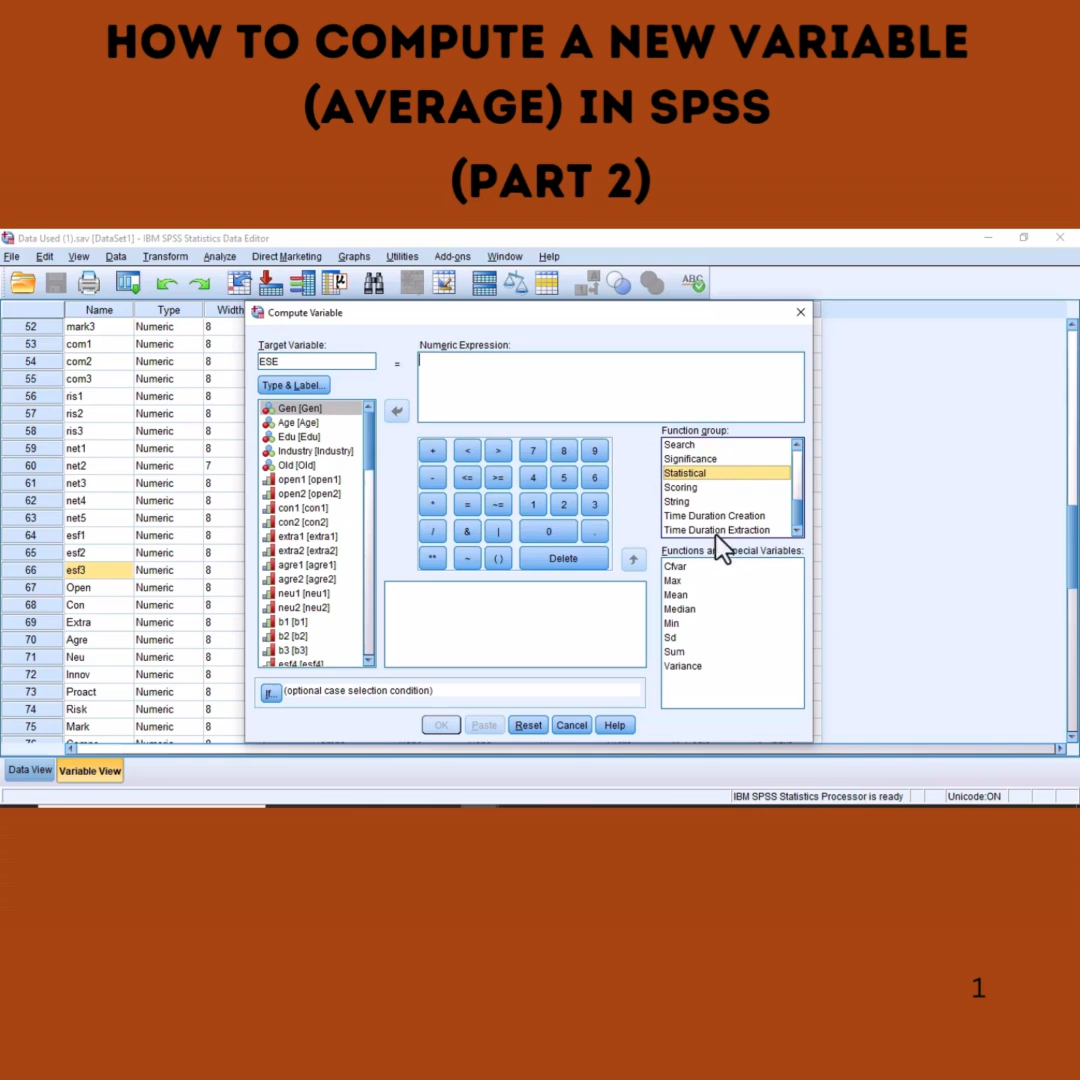 HOW TO COMPUTE A NEW VARIABLE
(AVERAGE) IN SPSS
(PART 2)
Data Used (1).sav [DataSet1] - IBM SPSS Statistics Data Editor
File Edit View Data Transform Analyze Direct Marketing Graphs Utilities Add-ons Window Help
ABC
Name Type Width
52 mark3 Numeric 8
53 com1 Numeric 8
54 com2 Numeric 8
55 com3 Numeric 8
56 ris1 Numeric 8
57 ris2 Numeric 8
58 ris3 Numeric 8
59 net1 Numeric 8
60 net2 Numeric 7
61 net3 Numeric 8
62 net4 Numeric 8
63 net5 Numeric 8
64 esf1 Numeric 8
65 esf2 Numeric 8
66 esf3 Numeric 8
67 Open Numeric 8
68 Con Numeric 8
69 Extra Numeric 8
70 Agre Numeric 8
71 Neu Numeric 8
72 Innov Numeric 8
73 Proact Numeric 8
74 Risk Numeric 8
75 Mark Numeric 8
Compute Variable
Target Variable:
ESE
=
Numeric Expression:
Type & Label...
Gen [Gen]
Age [Age]
Edu [Edu]
Industry [Industry]
Old [Old]
open1 [open1]
open2 [open2]
con1 [con1]
con2 [con2]
extra1 [extra1]
extra2 [extra2]
agre1 [agre1]
agre2 [agre2]
neu1 [neu1]
neu2 [neu2]
b1 [b1]
b2 [b2]
b3 [b3]
esf4 [esf4]
+ < > 7 8 9
- <= >= 4 5 6
* = ~= 1 2 3
/ & | 0 .
** ~ ( ) Delete
Function group:
Search
Significance
Statistical
Scoring
String
Time Duration Creation
Time Duration Extraction
Functions and Special Variables:
Cfvar
Max
Mean
Median
Min
Sd
Sum
Variance
If... (optional case selection condition)
OK Paste Reset Cancel Help
Data View Variable View
IBM SPSS Statistics Processor is ready Unicode:ON
1